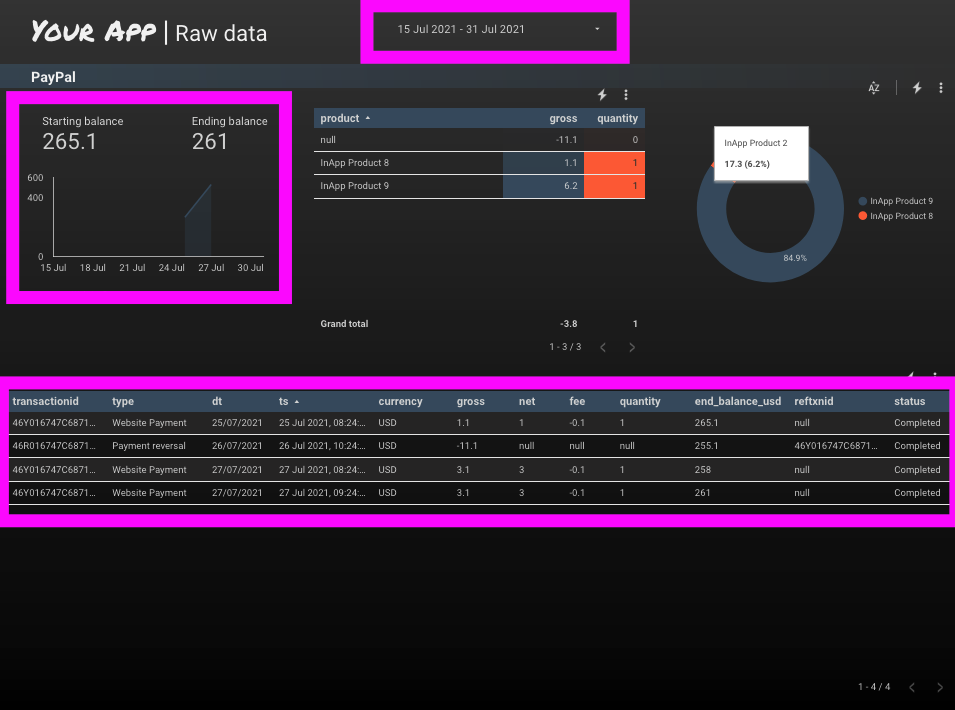 YOUR APP | Raw data
15 Jul 2021 - 31 Jul 2021
PayPal
Starting balance Ending balance
265.1 261
600
400
0
15 Jul 18 Jul 21 Jul 24 Jul 27 Jul 30 Jul
product gross quantity
null -11.1 0
InApp Product 8 1.1 1
InApp Product 9 6.2 1
Grand total -3.8 1
1 - 3 / 3
AZ
InApp Product 2
17.3 (6.2%)
84.9%
InApp Product 9
InApp Product 8
transactionid type dt ts currency gross net fee quantity end_balance_usd reftxnid status
46Y016747C6871... Website Payment 25/07/2021 25 Jul 2021, 08:24:... USD 1.1 1 -0.1 1 265.1 null Completed
46R016747C6871... Payment reversal 26/07/2021 26 Jul 2021, 10:24:... USD -11.1 null null null 255.1 46Y016747C6871... Completed
46Y016747C6871... Website Payment 27/07/2021 27 Jul 2021, 08:24:... USD 3.1 3 -0.1 1 258 null Completed
46Y016747C6871... Website Payment 27/07/2021 27 Jul 2021, 09:24:... USD 3.1 3 -0.1 1 261 null Completed
1 - 4 / 4